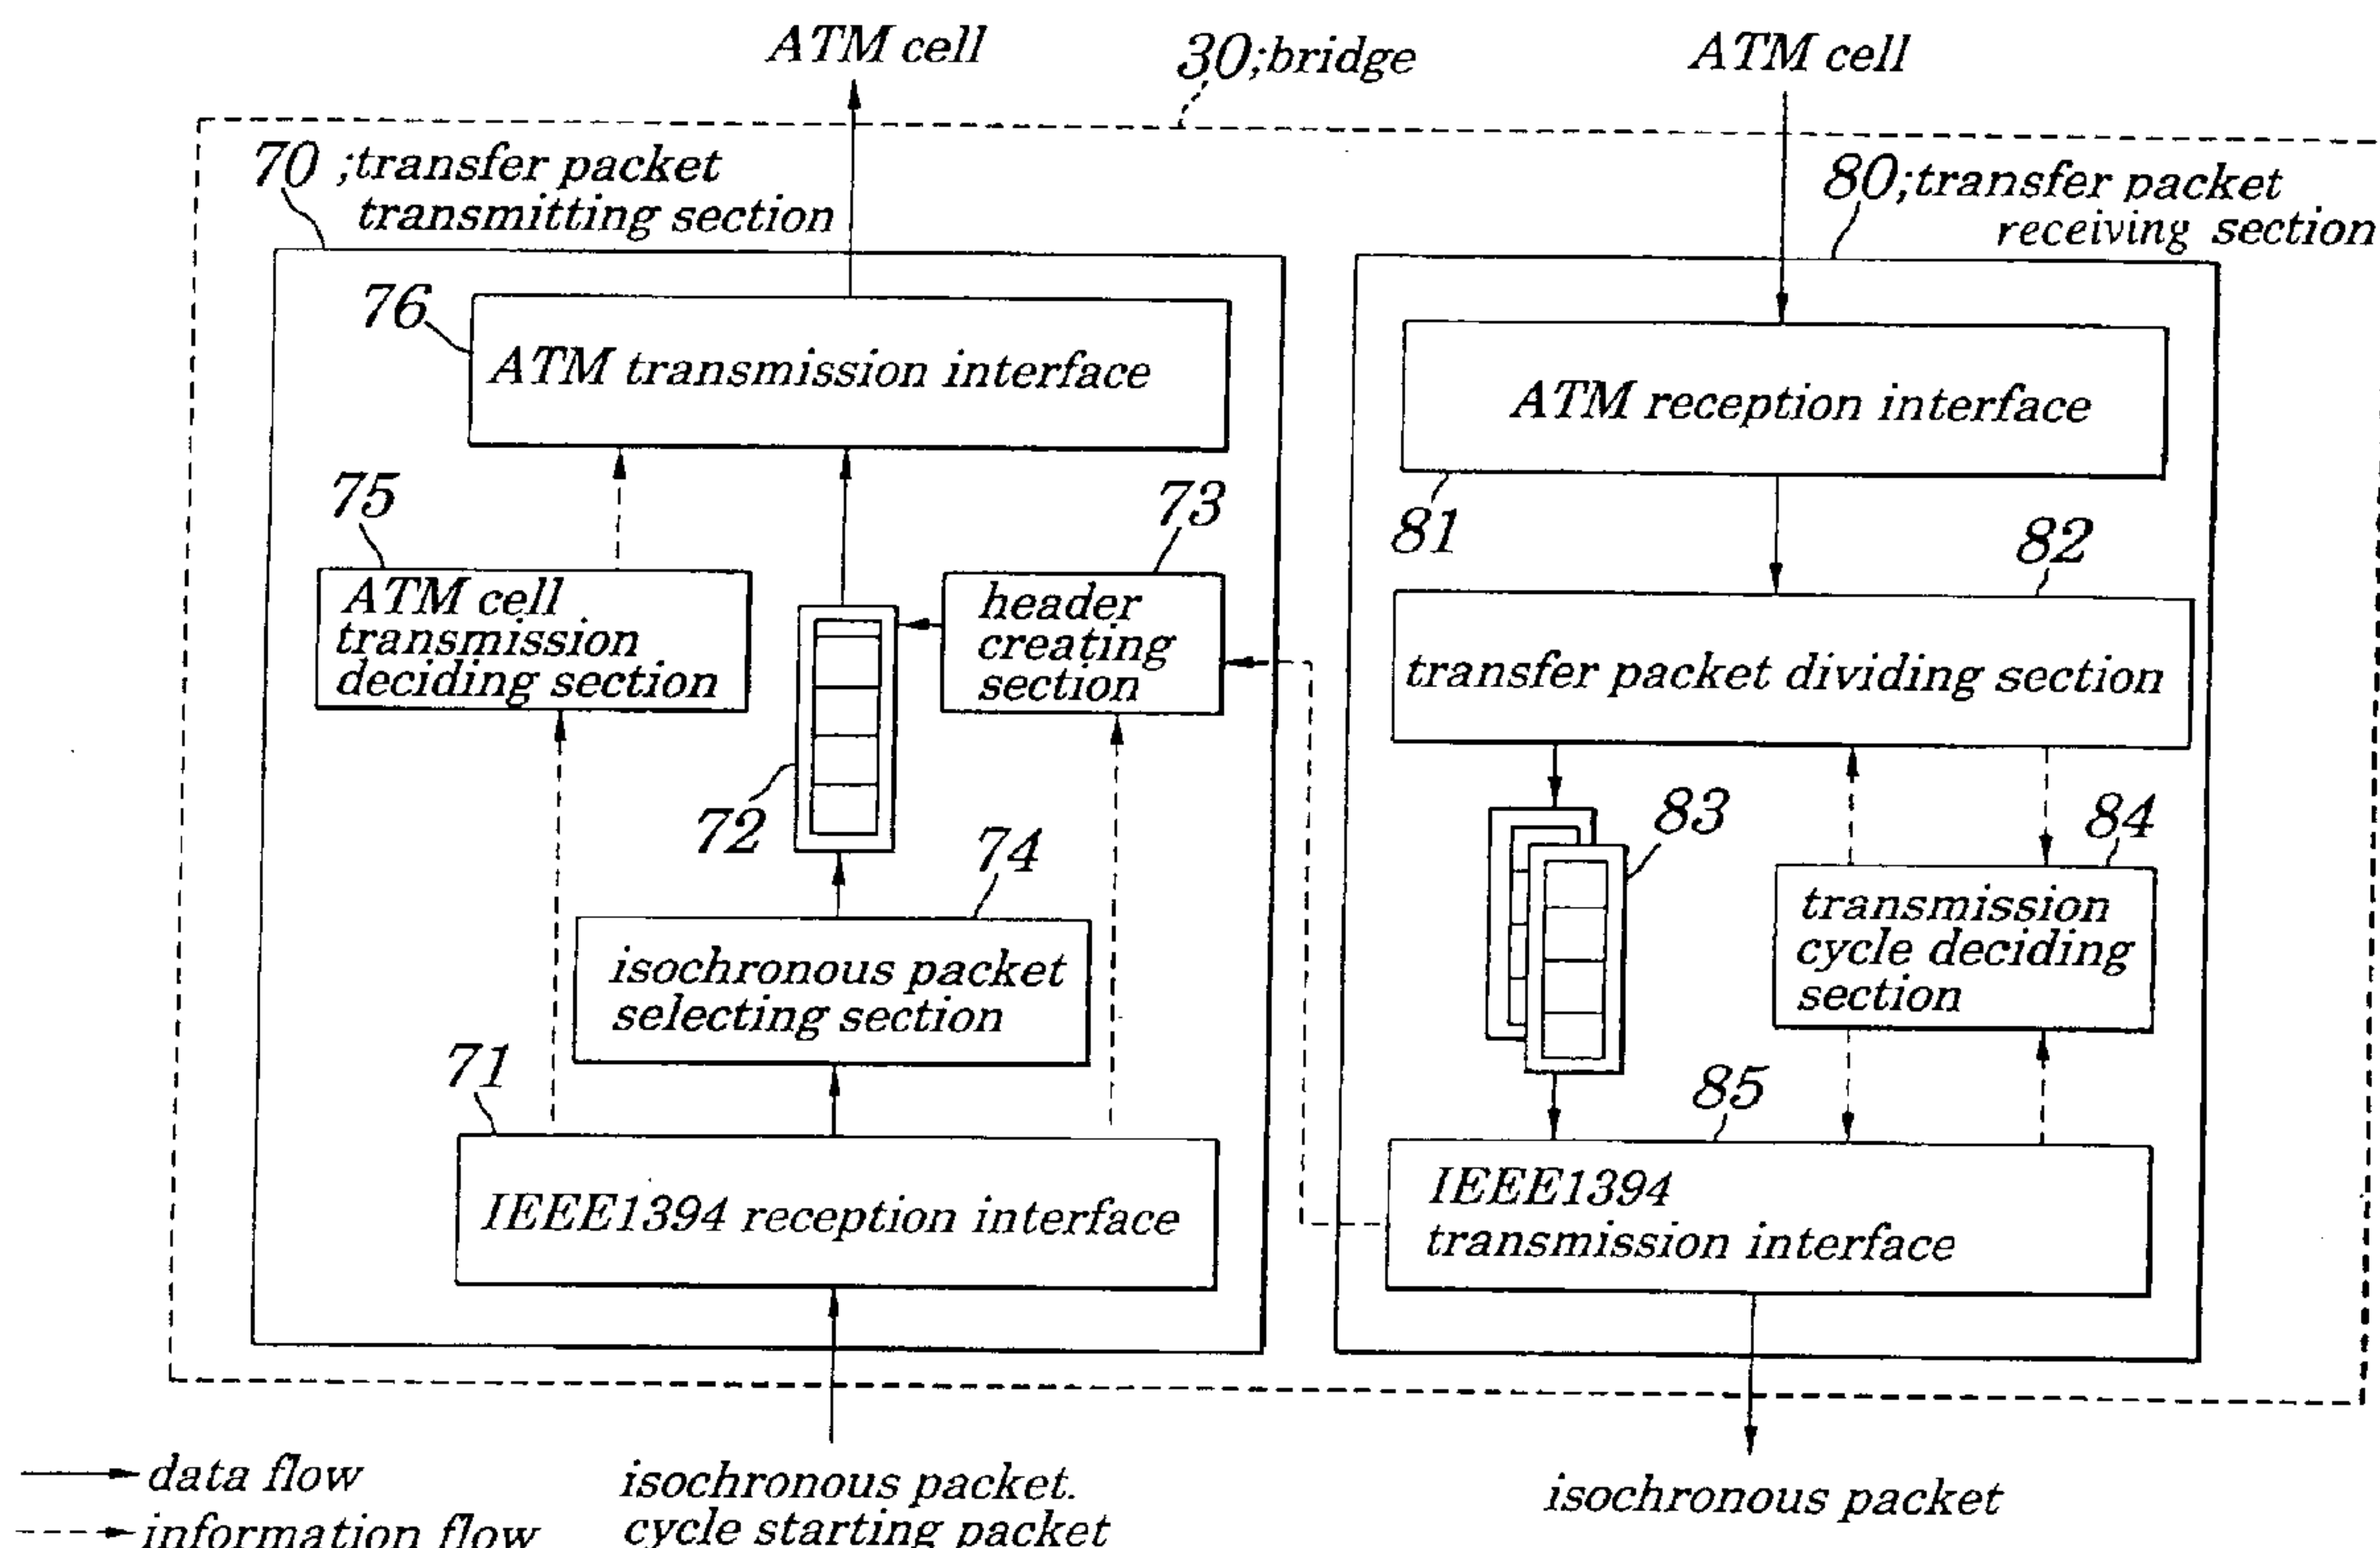 ATM cell
30;bridge
ATM cell
70 ;transfer packet
transmitting section
80;transfer packet
receiving section
76
ATM transmission interface
ATM reception interface
75
73
81
82
ATM cell
transmission
deciding section
header
creating
section
transfer packet dividing section
72
74
83
84
isochronous packet
selecting section
transmission
cycle deciding
section
71
85
IEEE1394 reception interface
IEEE1394
transmission interface
data flow
information flow
isochronous packet.
cycle starting packet
isochronous packet